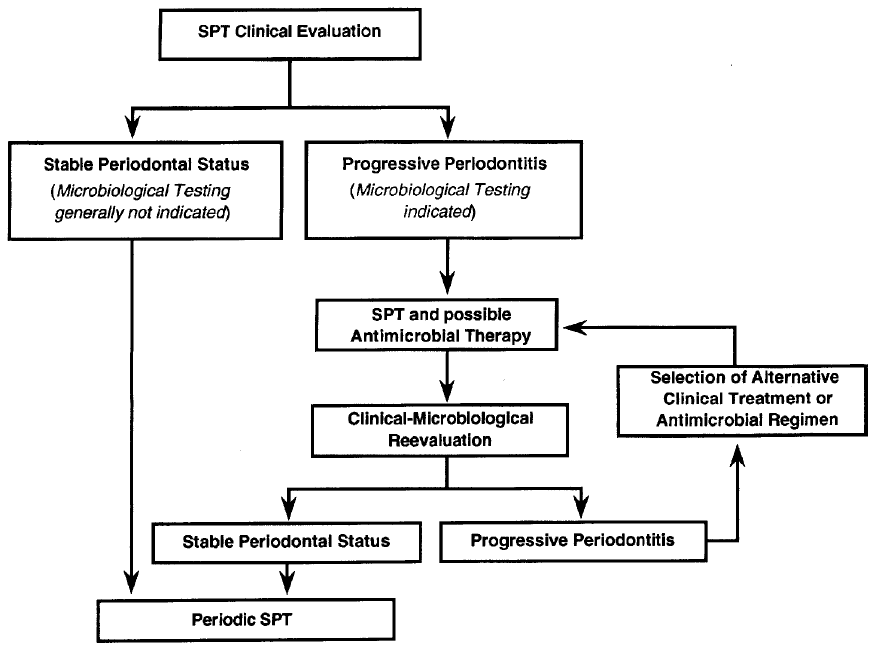 SPT Clinical Evaluation
Stable Periodontal Status
(Microbiological Testing
generally not indicated)
Progressive Periodontitis
(Microbiological Testing
indicated)
SPT and possible
Antimicrobial Therapy
Selection of Alternative
Clinical Treatment or
Antimicrobial Regimen
Clinical-Microbiological
Reevaluation
Stable Periodontal Status
Progressive Periodontitis
Periodic SPT